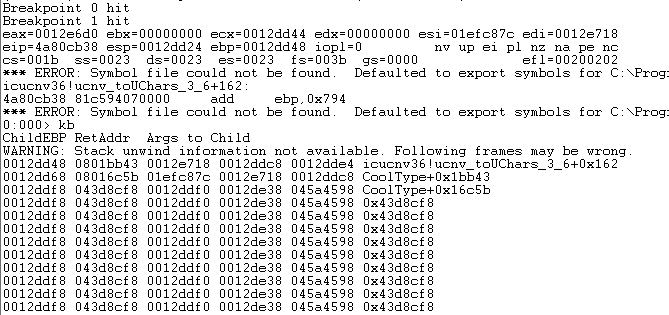 Breakpoint 0 hit
Breakpoint 1 hit
eax=0012e6d0 ebx=00000000 ecx=0012dd44 edx=00000000 esi=01efc87c edi=0012e718
eip=4a80cb38 esp=0012dd24 ebp=0012dd48 iopl=0 nv up ei pl nz na pe nc
cs=001b ss=0023 ds=0023 es=0023 fs=003b gs=0000 efl=00200202
*** ERROR: Symbol file could not be found. Defaulted to export symbols for C:\Prog:
icucnv36!ucnv_toUChars_3_6+162:
4a80cb38 81c594070000 add ebp,0x794
*** ERROR: Symbol file could not be found. Defaulted to export symbols for C:\Prog:
0:000> kb
ChildEBP RetAddr Args to Child
WARNING: Stack unwind information not available. Following frames may be wrong.
0012dd48 0801bb43 0012e718 0012ddc8 0012dde4 icucnv36!ucnv_toUChars_3_6+0x162
0012dd68 08016c5b 01efc87c 0012e718 0012ddc8 CoolType+0x1bb43
0012ddf8 043d8cf8 0012ddf0 0012de38 045a4598 CoolType+0x16c5b
0012ddf8 043d8cf8 0012ddf0 0012de38 045a4598 0x43d8cf8
0012ddf8 043d8cf8 0012ddf0 0012de38 045a4598 0x43d8cf8
0012ddf8 043d8cf8 0012ddf0 0012de38 045a4598 0x43d8cf8
0012ddf8 043d8cf8 0012ddf0 0012de38 045a4598 0x43d8cf8
0012ddf8 043d8cf8 0012ddf0 0012de38 045a4598 0x43d8cf8
0012ddf8 043d8cf8 0012ddf0 0012de38 045a4598 0x43d8cf8
0012ddf8 043d8cf8 0012ddf0 0012de38 045a4598 0x43d8cf8
0012ddf8 043d8cf8 0012ddf0 0012de38 045a4598 0x43d8cf8
0012ddf8 043d8cf8 0012ddf0 0012de38 045a4598 0x43d8cf8